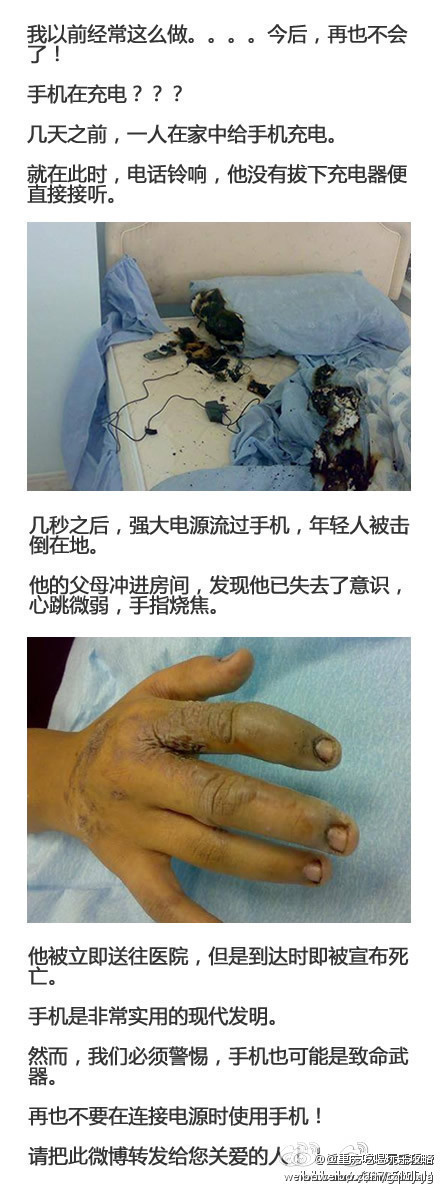 我以前经常这么做。。。。今后，再也不会
了！
手机在充电？？？
几天之前，一人在家中给手机充电。
就在此时，电话铃响，他没有拔下充电器便
直接接听。
几秒之后，强大电源流过手机，年轻人被击
倒在地。
他的父母冲进房间，发现他已失去了意识，
心跳微弱，手指烧焦。
他被立即送往医院，但是到达时即被宣布死
亡。
手机是非常实用的现代发明。
然而，我们必须警惕，手机也可能是致命武
器。
再也不要在连接电源时使用手机！
请把此微博转发给您关爱的人！